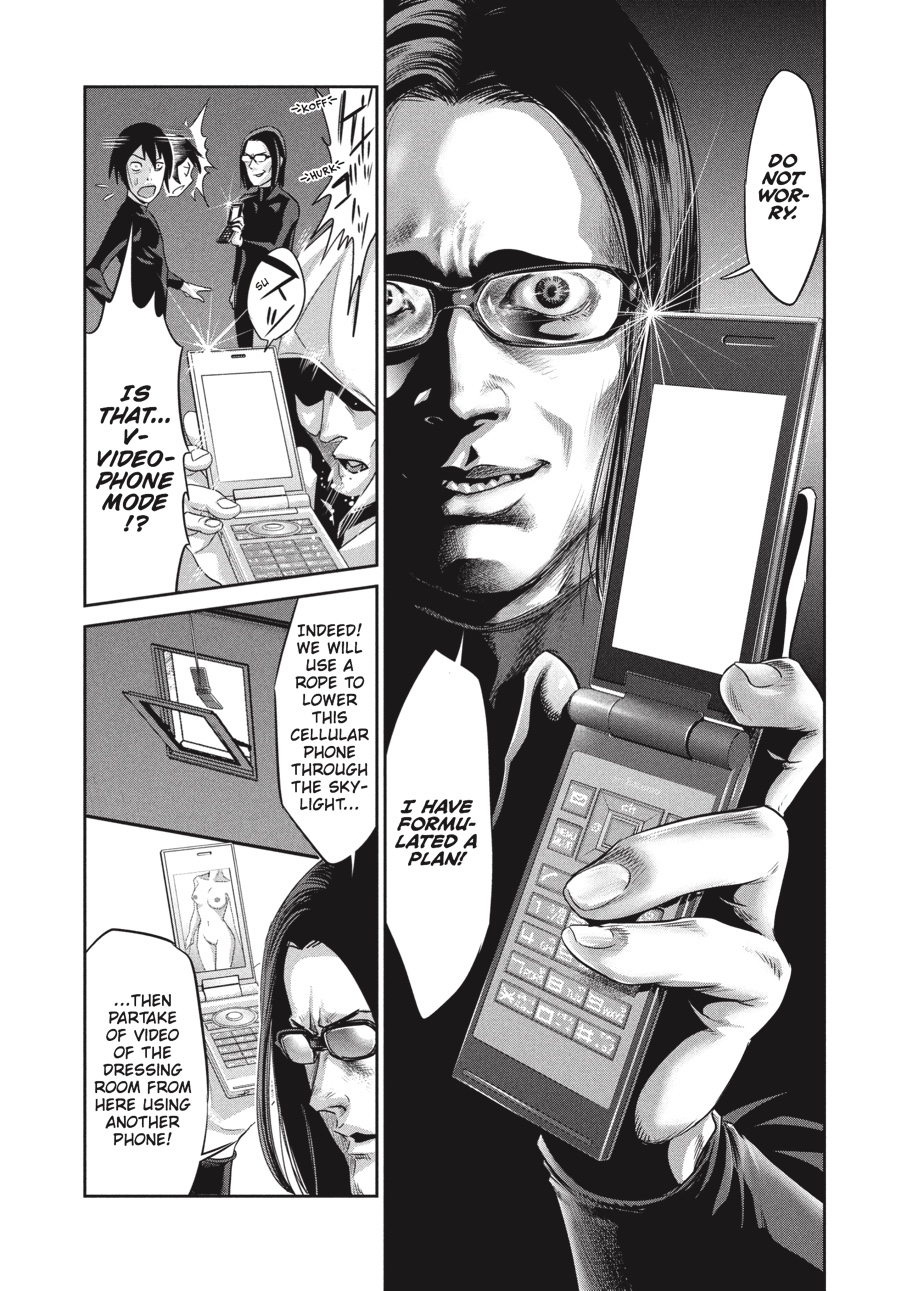 DO
NOT
WOR-
RY.
I HAVE
FORMU-
LATED A
PLAN!
KOFF
HURK
SU
IS
THAT...
V-
VIDEO-
PHONE
MODE
!?
INDEED!
WE WILL
USE A
ROPE TO
LOWER
THIS
CELLULAR
PHONE
THROUGH
THE SKY-
LIGHT...
...THEN
PARTAKE
OF VIDEO
OF THE
DRESSING
ROOM FROM
HERE USING
ANOTHER
PHONE!